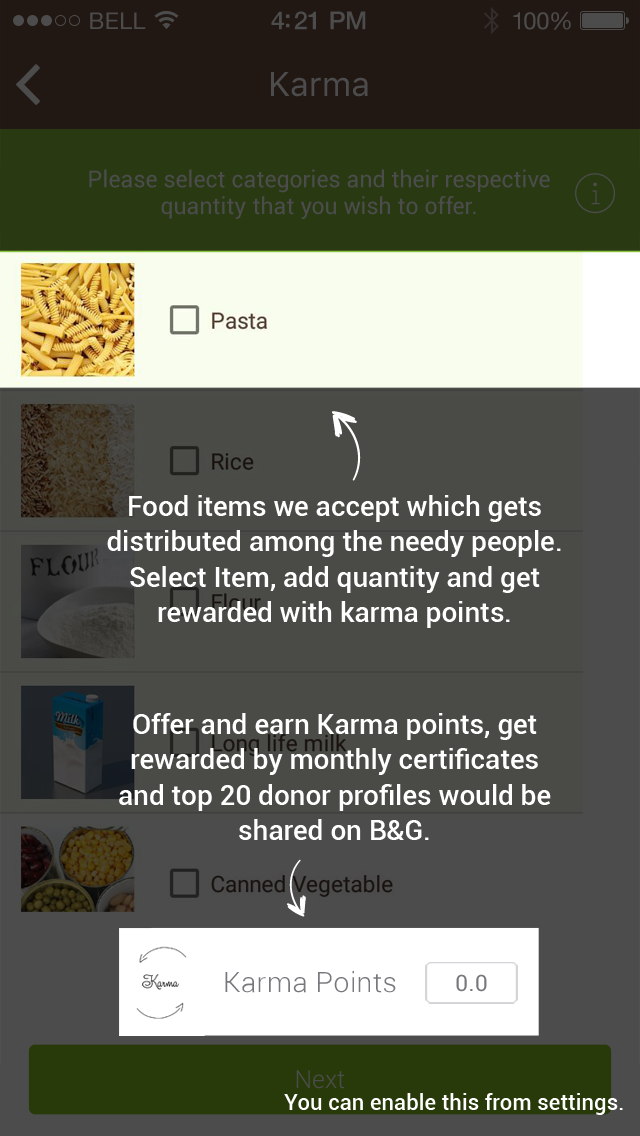 BELL 4:21 PM 100%
Karma
Please select categories and their respective
quantity that you wish to offer.
i
Pasta
Rice
Food items we accept which gets
distributed among the needy people.
FLOUR
Select Item, add quantity and get
Flour
rewarded with karma points.
Milk
Offer and earn Karma points, get
Long life milk
rewarded by monthly certificates
and top 20 donor profiles would be
shared on B&G.
Canned Vegetable
Karma
Karma Points
0.0
Next
You can enable this from settings.